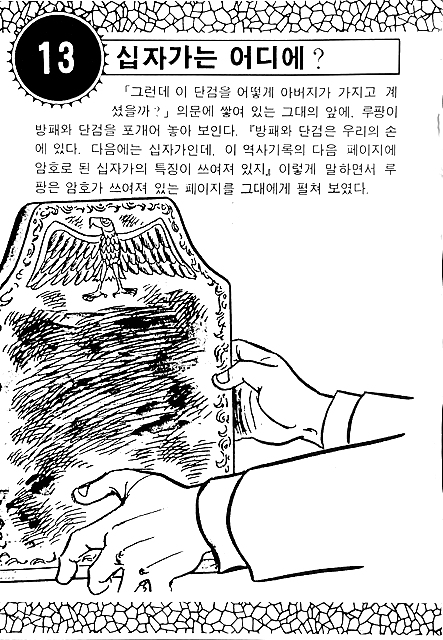 13
십자가는 어디에?
「그런데 이 단검을 어떻게 아버지가 가지고 계
셨을까?」 의문에 쌓여 있는 그대의 앞에, 루팡이
방패와 단검을 포개어 놓아 보인다. 『방패와 단검은 우리의 손
에 있다. 다음에는 십자가인데, 이 역사기록의 다음 페이지에
암호로 된 십자가의 특징이 쓰여져 있지』 이렇게 말하면서 루
팡은 암호가 쓰여져 있는 페이지를 그대에게 펼쳐 보였다.